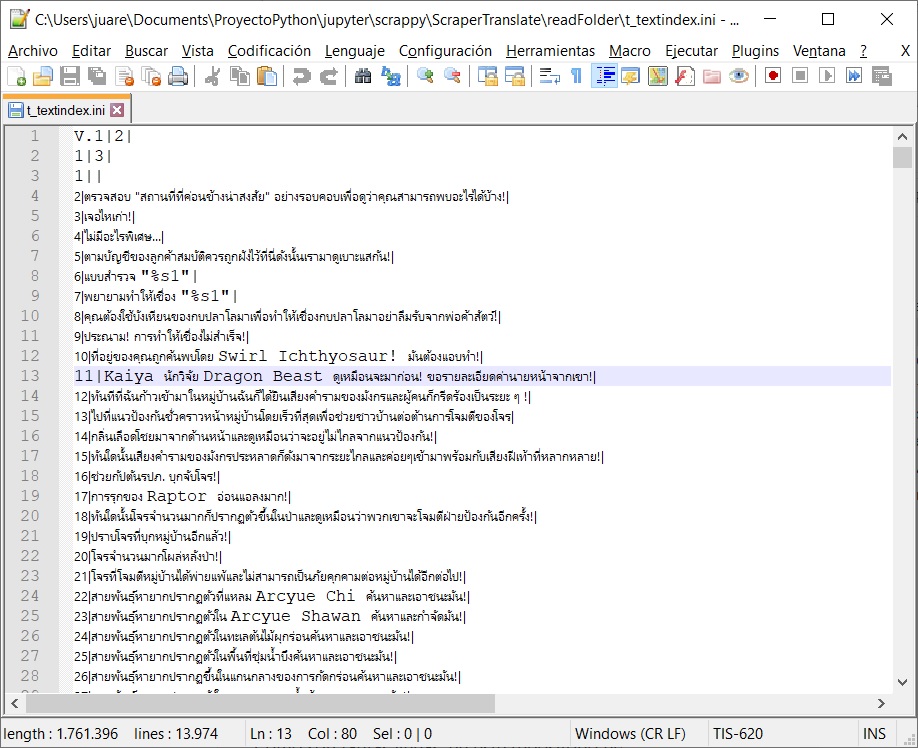 C:\Users\juare\Documents\ProyectoPython\jupyter\scrappy\ScraperTranslate\readFolder\t_textindex.ini - ...
Archivo Editar Buscar Vista Codificación Lenguaje Configuración Herramientas Macro Ejecutar Plugins Ventana ? X
t_textindex.ini
1 V.1|2|
2 1|3|
3 1||
4 2|ตรวจสอบ "สถานที่ที่ค่อนข้างน่าสงสัย" อย่างรอบคอบเพื่อดูว่าคุณสามารถพบอะไรได้บ้าง!|
5 3|เจอไหเก่า!|
6 4|ไม่มีอะไรพิเศษ...|
7 5|ตามบัญชีของลูกค้าสมบัติควรถูกฝังไว้ที่นี่ดังนั้นเรามาดูเบาะแสกัน!|
8 6|แบบสำรวจ "%s1"|
9 7|พยายามทำให้เชื่อง "%s1"|
10 8|คุณต้องใช้บังเหียนของกบปลาโลมาเพื่อทำให้เชื่องกบปลาโลมาอย่าลืมรับจากพ่อค้าสัตว์!|
11 9|ประณาม! การทำให้เชื่องไม่สำเร็จ!|
12 10|ที่อยู่ของคุณถูกค้นพบโดย Swirl Ichthyosaur! มันต้องแอบทำ!|
13 11|Kaiya นักวิจัย Dragon Beast ดูเหมือนจะมาก่อน! ขอรายละเอียดค่านายหน้าจากเขา!|
14 12|ทันทีที่ฉันก้าวเข้ามาในหมู่บ้านฉันก็ได้ยินเสียงคำรามของมังกรและผู้คนก็กรีดร้องเป็นระยะ ๆ !|
15 13|ไปที่แนวป้องกันชั่วคราวหน้าหมู่บ้านโดยเร็วที่สุดเพื่อช่วยชาวบ้านต่อต้านการโจมตีของโจร|
16 14|กลิ่นเลือดโชยมาจากด้านหน้าและดูเหมือนว่าจะอยู่ไม่ไกลจากแนวป้องกัน!|
17 15|ทันใดนั้นเสียงคำรามของมังกรประหลาดก็ดังมาจากระยะไกลและค่อยๆเข้ามาพร้อมกับเสียงฝีเท้าที่หลากหลาย!|
18 16|ช่วยกัปตันรปภ. บุกจับโจร!|
19 17|การรุกของ Raptor อ่อนแอลงมาก!|
20 18|ทันใดนั้นโจรจำนวนมากก็ปรากฏตัวขึ้นในป่าและดูเหมือนว่าพวกเขาจะโจมตีฝ่ายป้องกันอีกครั้ง!|
21 19|ปราบโจรที่บุกหมู่บ้านอีกแล้ว!|
22 20|โจรจำนวนมากโผล่หลังป่า!|
23 21|โจรที่โจมตีหมู่บ้านได้พ่ายแพ้และไม่สามารถเป็นภัยคุกคามต่อหมู่บ้านได้อีกต่อไป!|
24 22|สายพันธุ์หายากปรากฏตัวที่แหลม Arcyue Chi ค้นหาและเอาชนะมัน!|
25 23|สายพันธุ์หายากปรากฏตัวใน Arcyue Shawan ค้นหาและกำจัดมัน!|
26 24|สายพันธุ์หายากปรากฏตัวในทะเลต้นไม้ผุกร่อนค้นหาและเอาชนะมัน!|
27 25|สายพันธุ์หายากปรากฏตัวในพื้นที่ชุ่มน้ำบึงค้นหาและเอาชนะมัน!|
28 26|สายพันธุ์หายากปรากฏขึ้นในแกนกลางของการกัดกร่อนค้นหาและเอาชนะมัน!|
length : 1.761.396 lines : 13.974 Ln : 13 Col : 80 Sel : 0 | 0 Windows (CR LF) TIS-620 INS